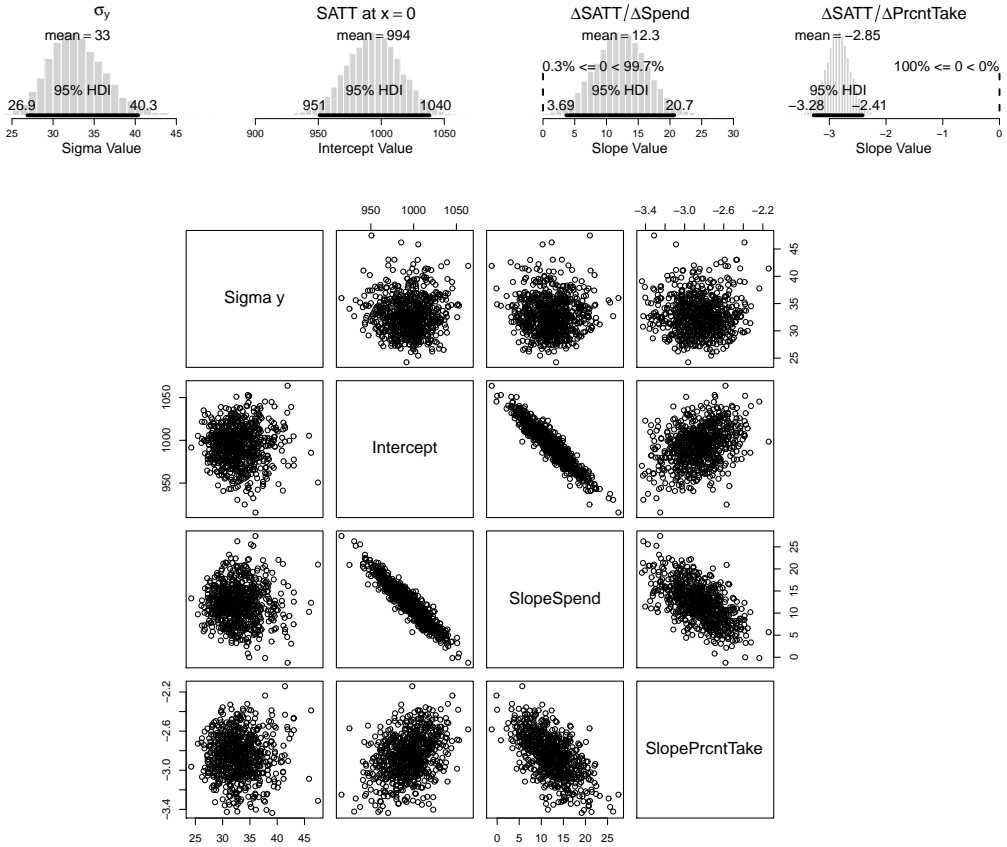 σy
mean = 33
95% HDI
26.9 40.3
25 30 35 40 45
Sigma Value
SATT at x = 0
mean = 994
95% HDI
951 1040
900 950 1000 1050
Intercept Value
ΔSATT/ΔSpend
mean = 12.3
0.3% <= 0 < 99.7%
95% HDI
3.69 20.7
0 5 10 15 20 25 30
Slope Value
ΔSATT/ΔPrcntTake
mean = −2.85
100% <= 0 < 0%
95% HDI
−3.28 −2.41
−3 −2 −1 0
Slope Value
950 1000 1050
−3.4 −3.0 −2.6 −2.2
Sigma y
25 30 35 40 45
950 1000 1050
Intercept
SlopeSpend
0 5 10 15 20 25
−3.4 −3.0 −2.6 −2.2
SlopePrcntTake
25 30 35 40 45
0 5 10 15 20 25